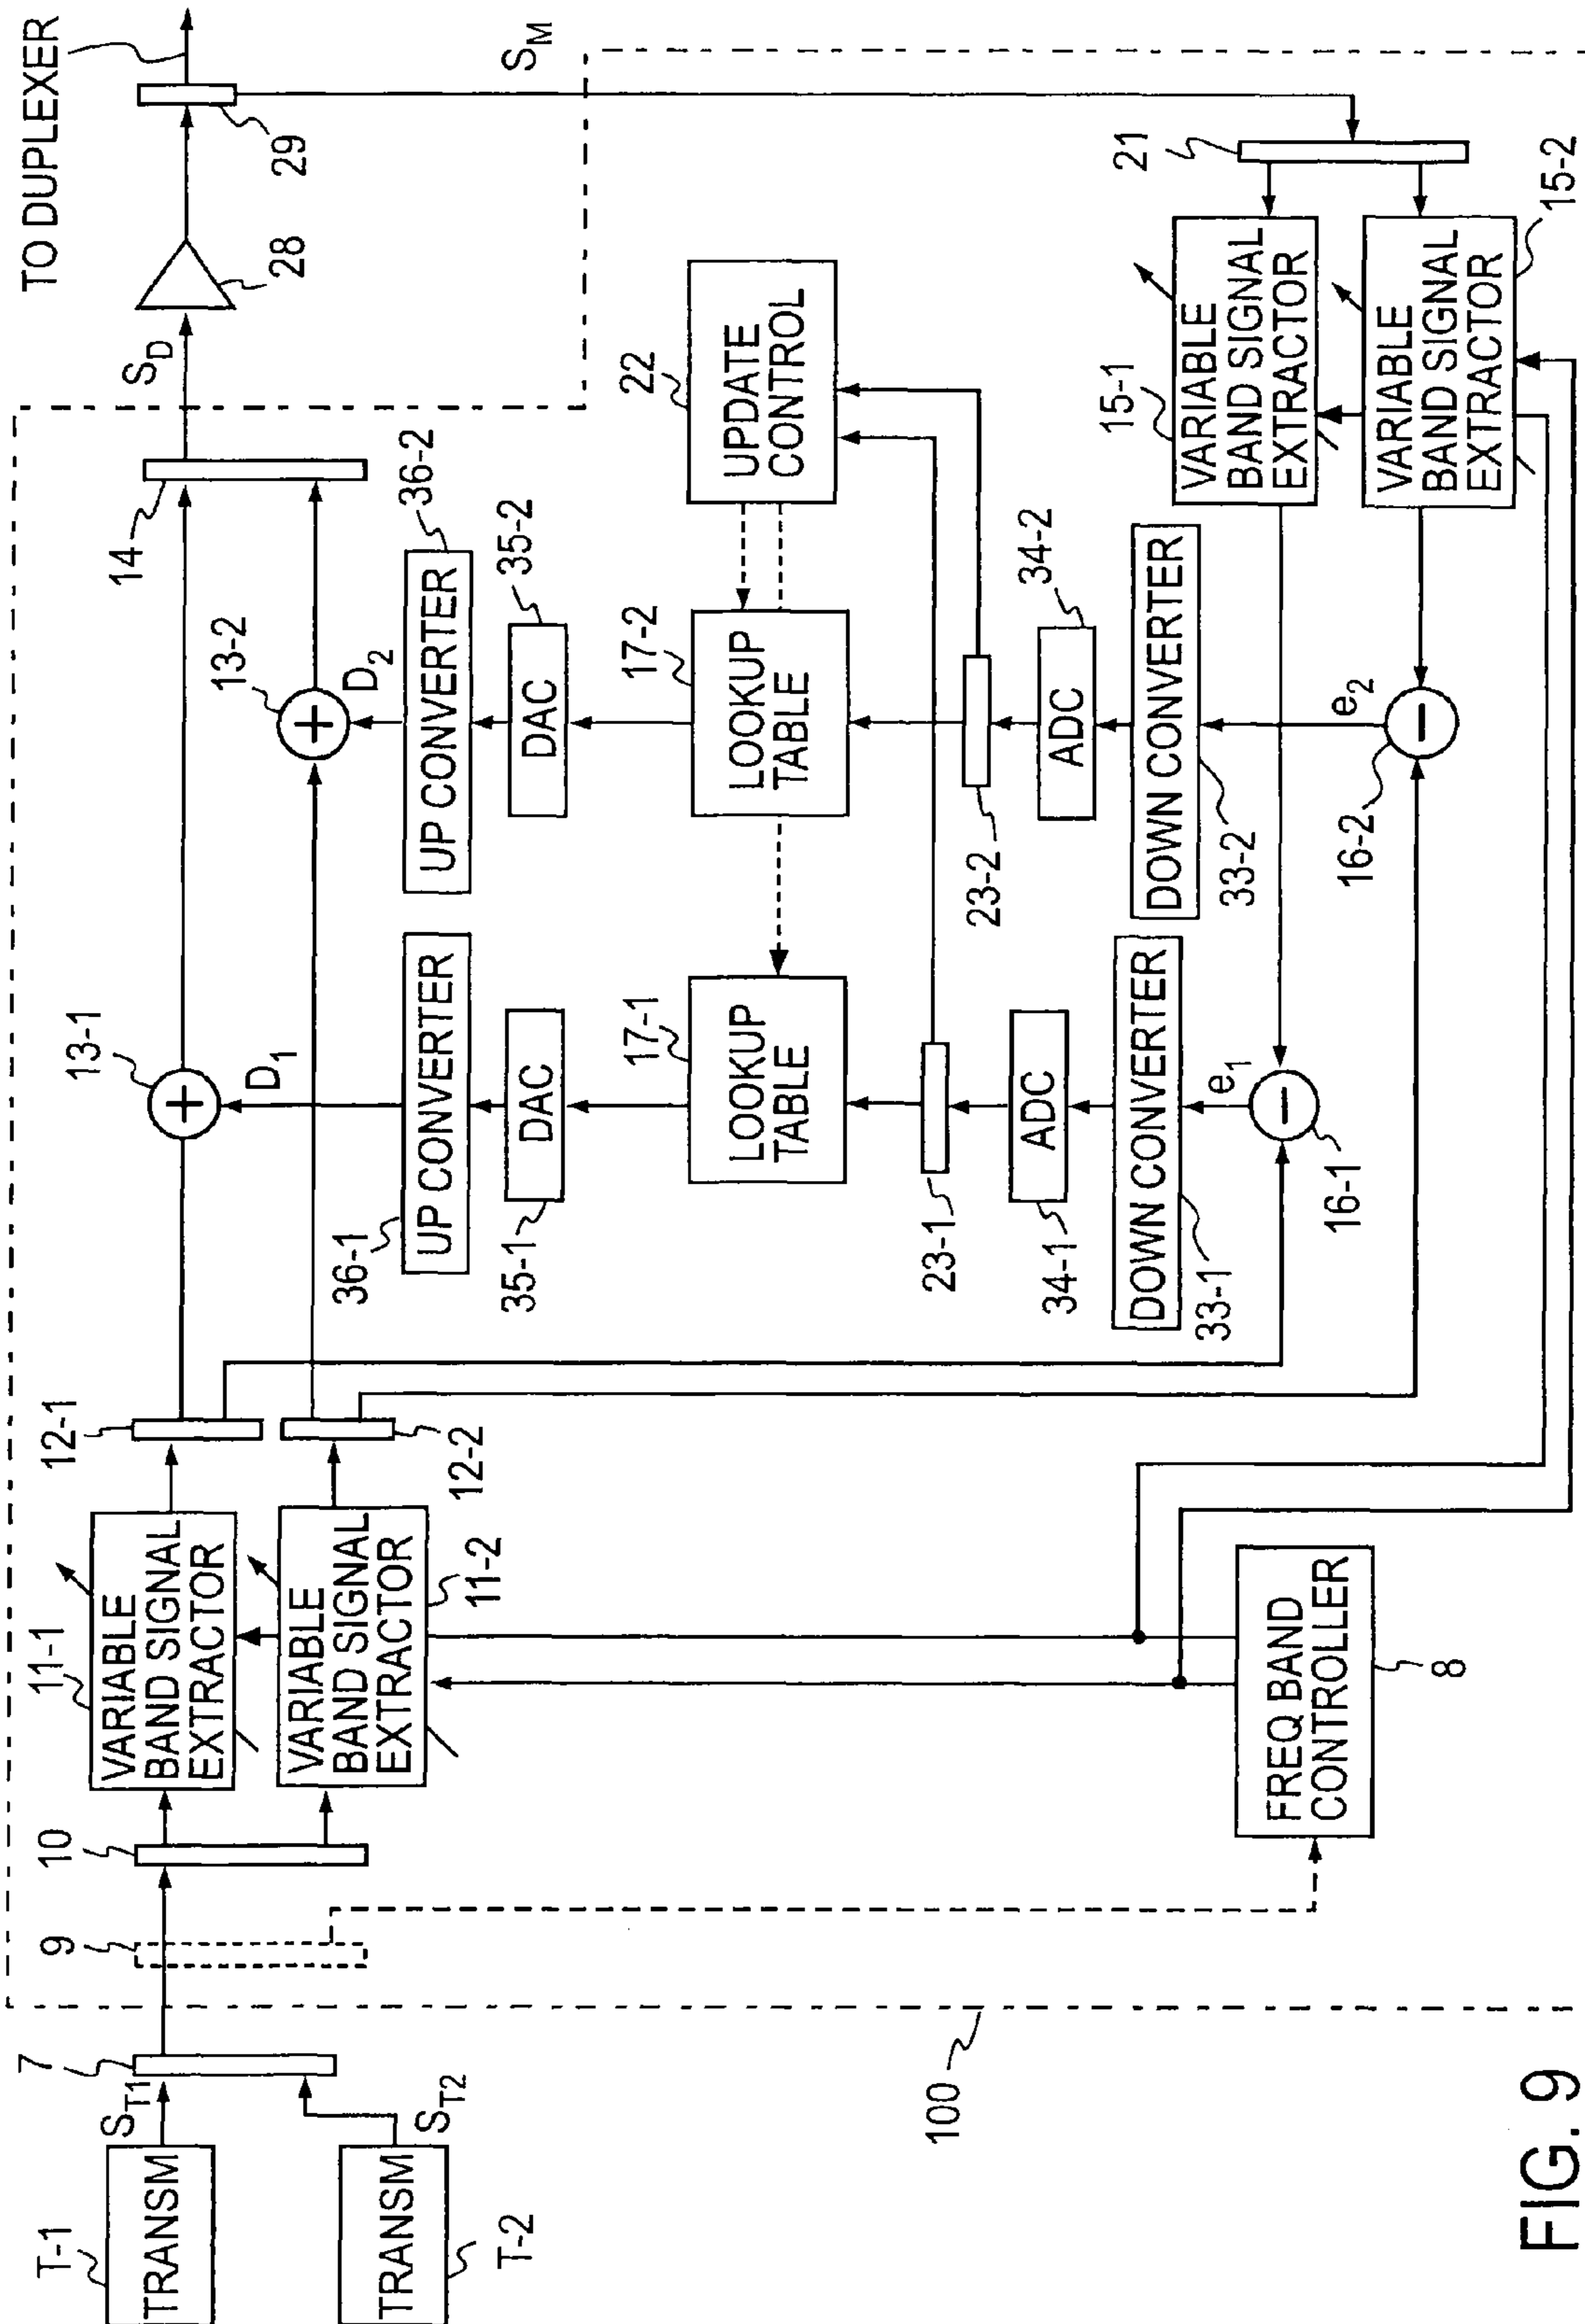 TO DUPLEXER
S_M
29
28
S_D
14
13-1
13-2
+
+
D1
D2
36-1
UP CONVERTER
36-2
UP CONVERTER
35-1
DAC
35-2
DAC
17-1
LOOKUP
TABLE
17-2
LOOKUP
TABLE
22
UPDATE
CONTROL
23-1
23-2
34-1
ADC
34-2
ADC
33-1
DOWN CONVERTER
33-2
DOWN CONVERTER
e1
e2
−
−
16-1
16-2
21
15-1
VARIABLE
BAND SIGNAL
EXTRACTOR
15-2
VARIABLE
BAND SIGNAL
EXTRACTOR
12-1
12-2
11-1
VARIABLE
BAND SIGNAL
EXTRACTOR
11-2
VARIABLE
BAND SIGNAL
EXTRACTOR
10
9
8
FREQ BAND
CONTROLLER
7
S_T1
S_T2
T-1
TRANSM
T-2
TRANSM
100
FIG. 9